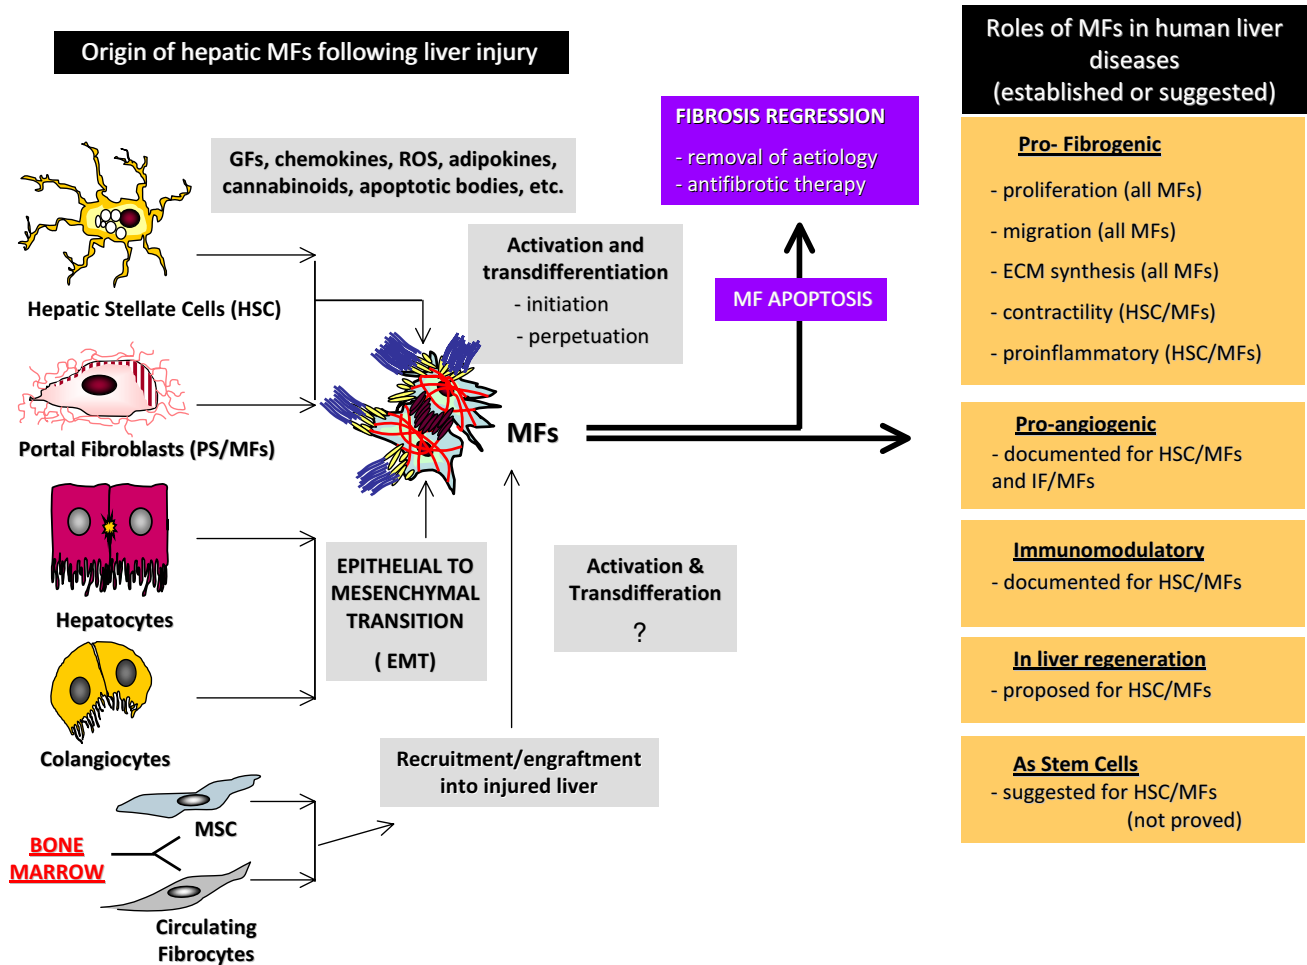 Origin of hepatic MFs following liver injury
GFs, chemokines, ROS, adipokines,
cannabinoids, apoptotic bodies, etc.
Hepatic Stellate Cells (HSC)
Activation and
transdifferentiation
- initiation
- perpetuation
Portal Fibroblasts (PS/MFs)
MFs
Hepatocytes
EPITHELIAL TO
MESENCHYMAL
TRANSITION
( EMT)
Activation &
Transdifferation
?
Colangiocytes
Recruitment/engraftment
into injured liver
MSC
BONE
MARROW
Circulating
Fibrocytes
FIBROSIS REGRESSION
- removal of aetiology
- antifibrotic therapy
MF APOPTOSIS
Roles of MFs in human liver
diseases
(established or suggested)
Pro- Fibrogenic
- proliferation (all MFs)
- migration (all MFs)
- ECM synthesis (all MFs)
- contractility (HSC/MFs)
- proinflammatory (HSC/MFs)
Pro-angiogenic
- documented for HSC/MFs
and IF/MFs
Immunomodulatory
- documented for HSC/MFs
In liver regeneration
- proposed for HSC/MFs
As Stem Cells
- suggested for HSC/MFs
(not proved)